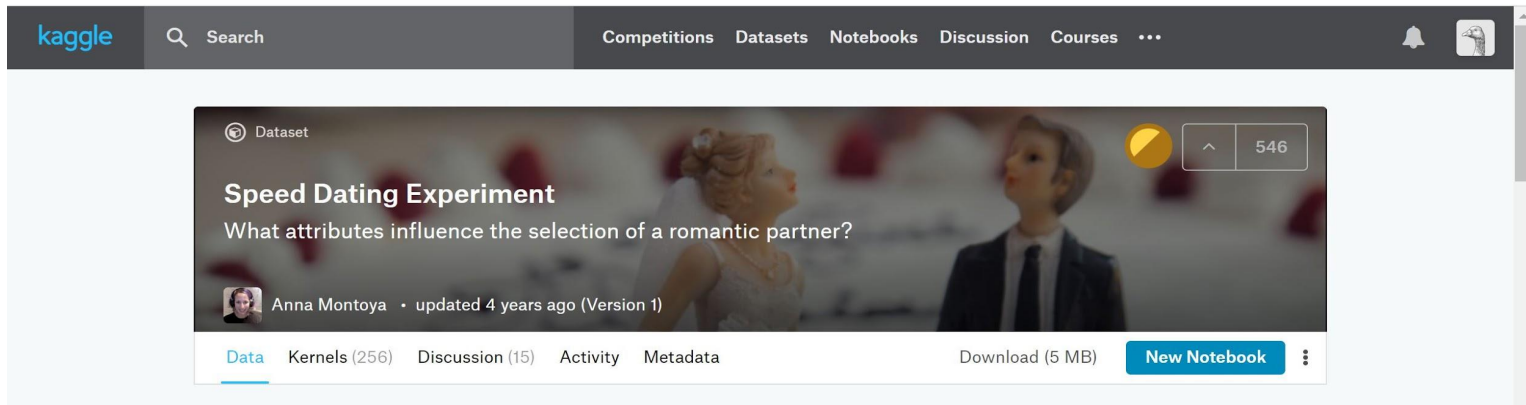 kaggle Search Competitions Datasets Notebooks Discussion Courses •••
Dataset
546
Speed Dating Experiment
What attributes influence the selection of a romantic partner?
Anna Montoya • updated 4 years ago (Version 1)
Data Kernels (256) Discussion (15) Activity Metadata Download (5 MB) New Notebook